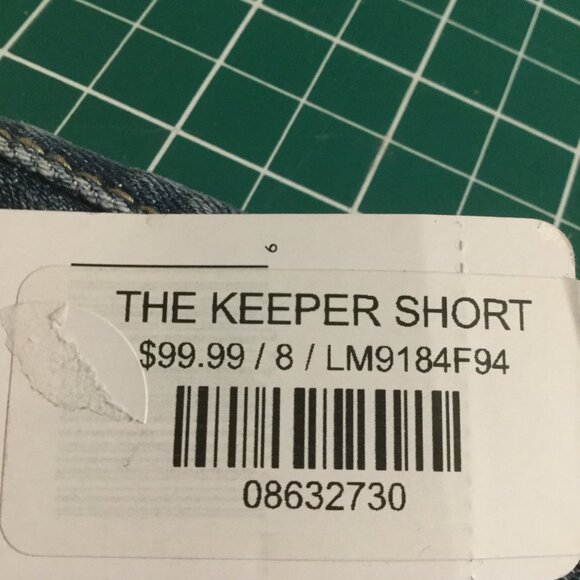 6
THE KEEPER SHORT
$99.99 / 8 / LM9184F94
08632730